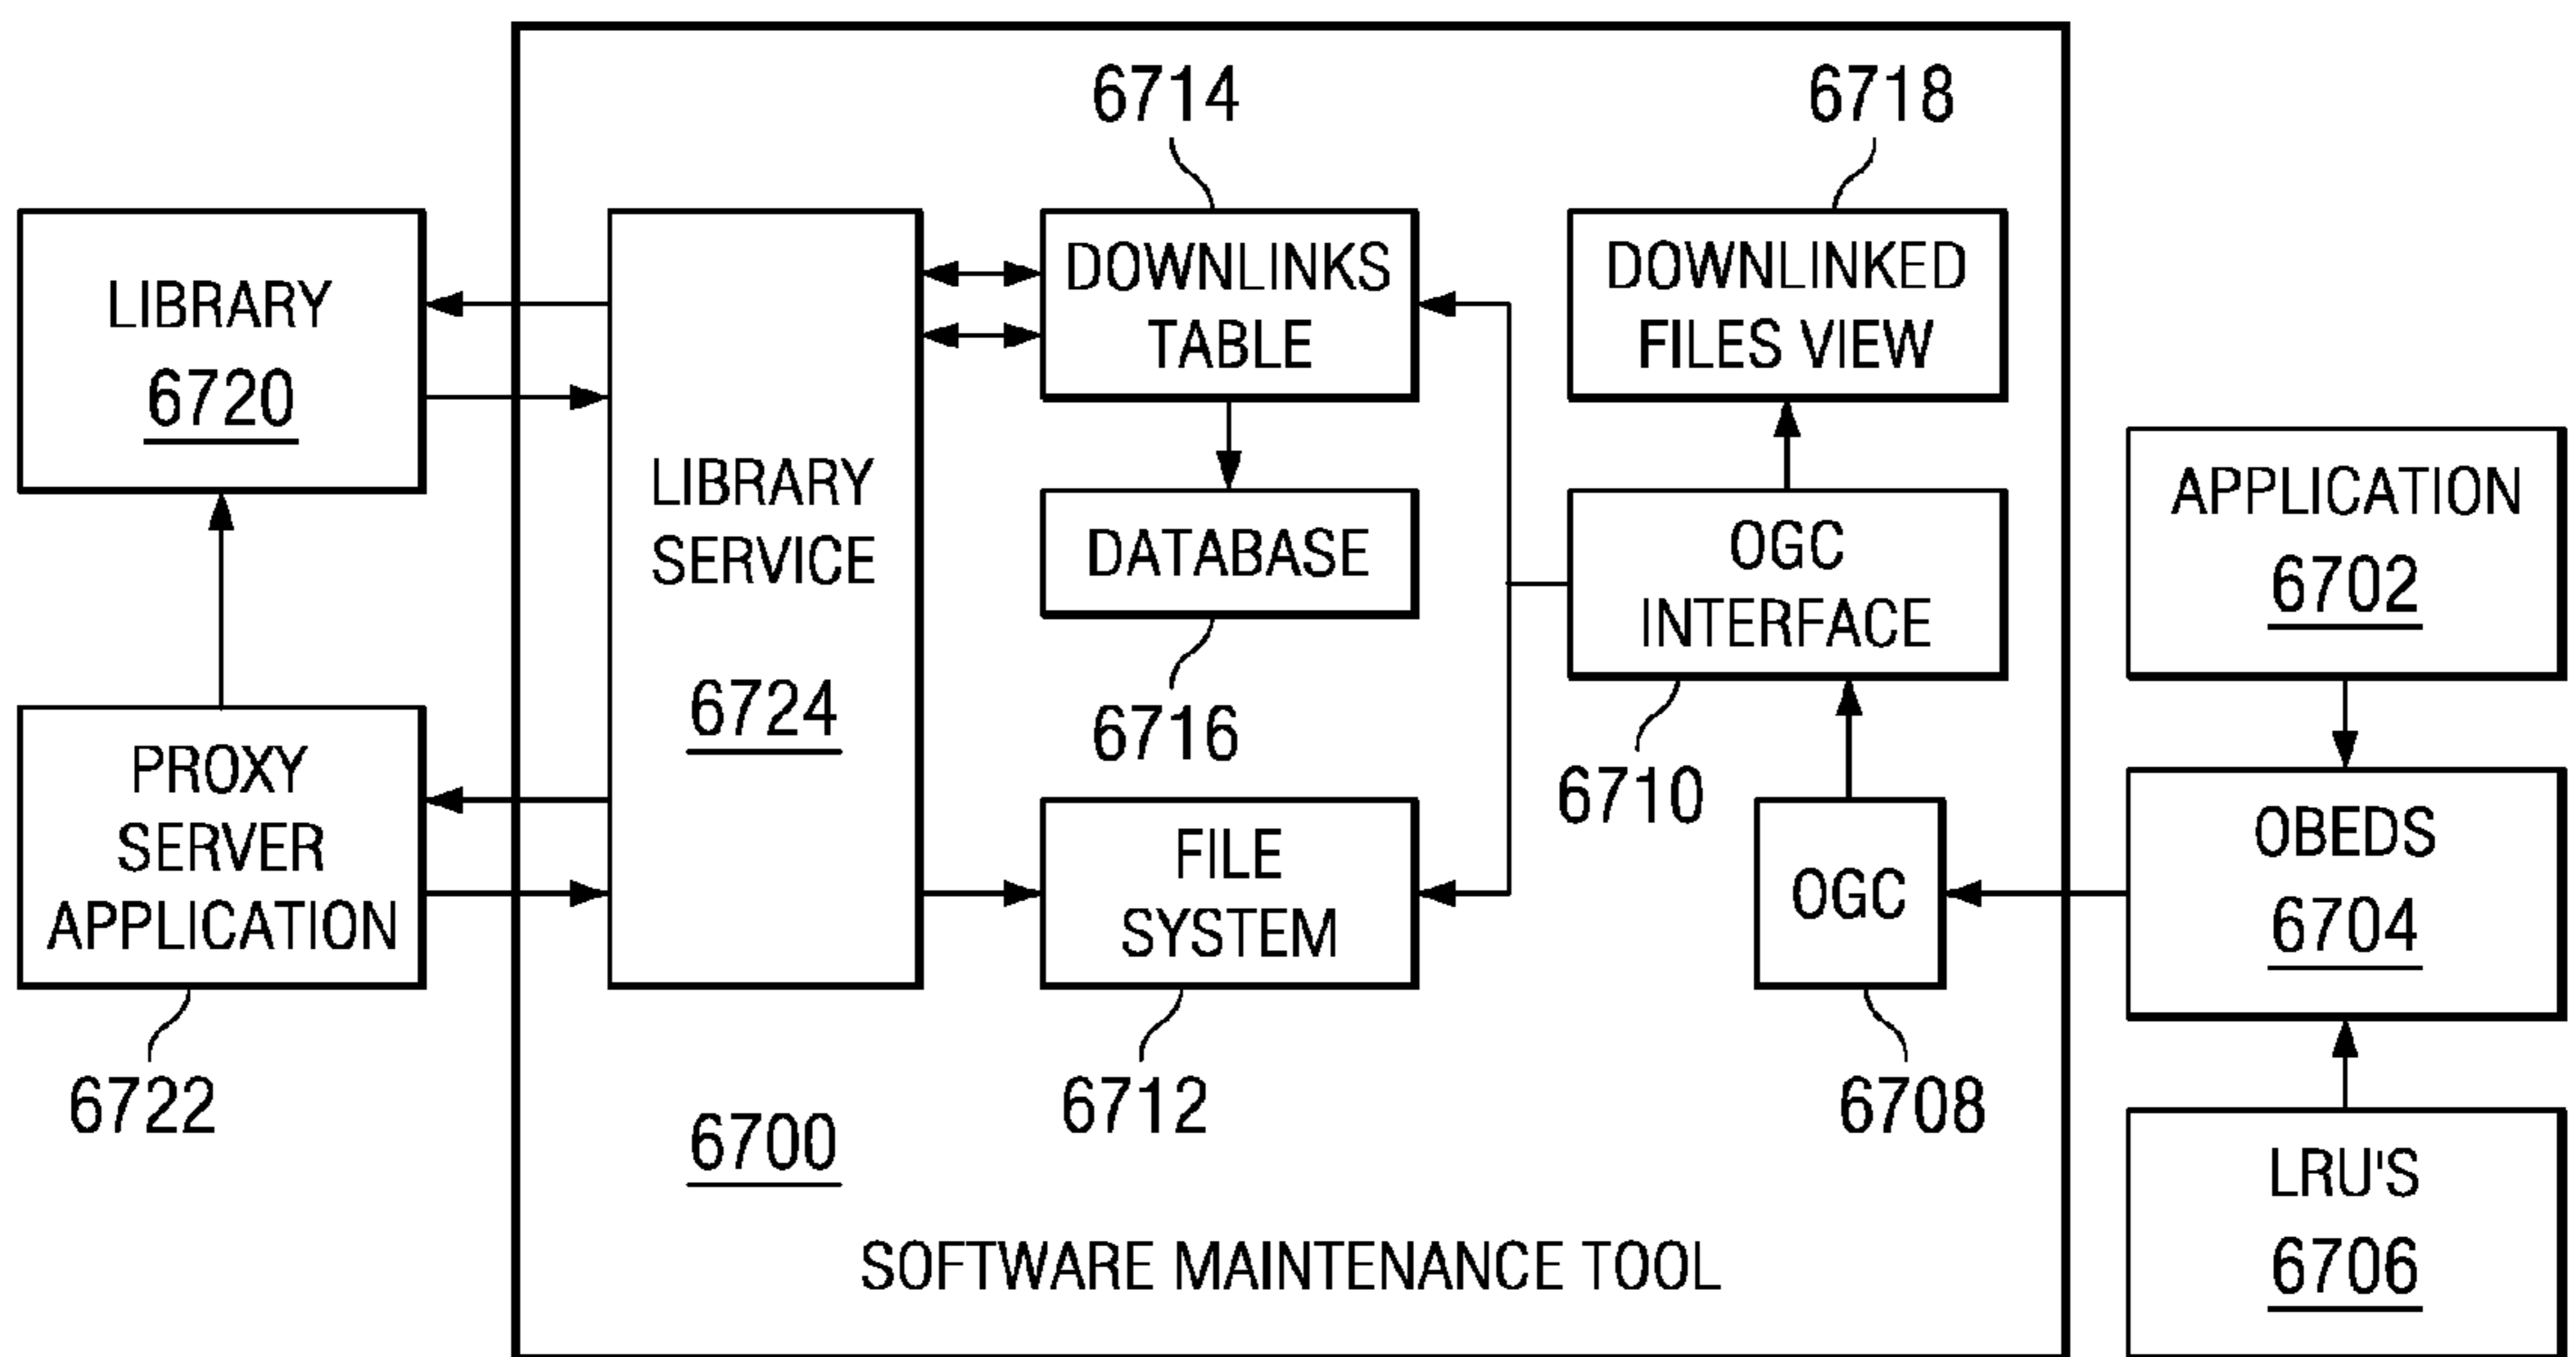 6714
6718
LIBRARY
6720
LIBRARY
SERVICE
6724
DOWNLINKS
TABLE
DOWNLINKED
FILES VIEW
DATABASE
6716
OGC
INTERFACE
6710
APPLICATION
6702
PROXY
SERVER
APPLICATION
6722
FILE
SYSTEM
6712
OGC
6708
OBEDS
6704
LRU'S
6706
6700
SOFTWARE MAINTENANCE TOOL